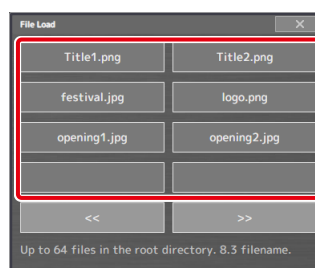 File Load
Title1.png Title2.png
festival.jpg logo.png
opening1.jpg opening2.jpg
<< >>
Up to 64 files in the root directory. 8.3 filename.